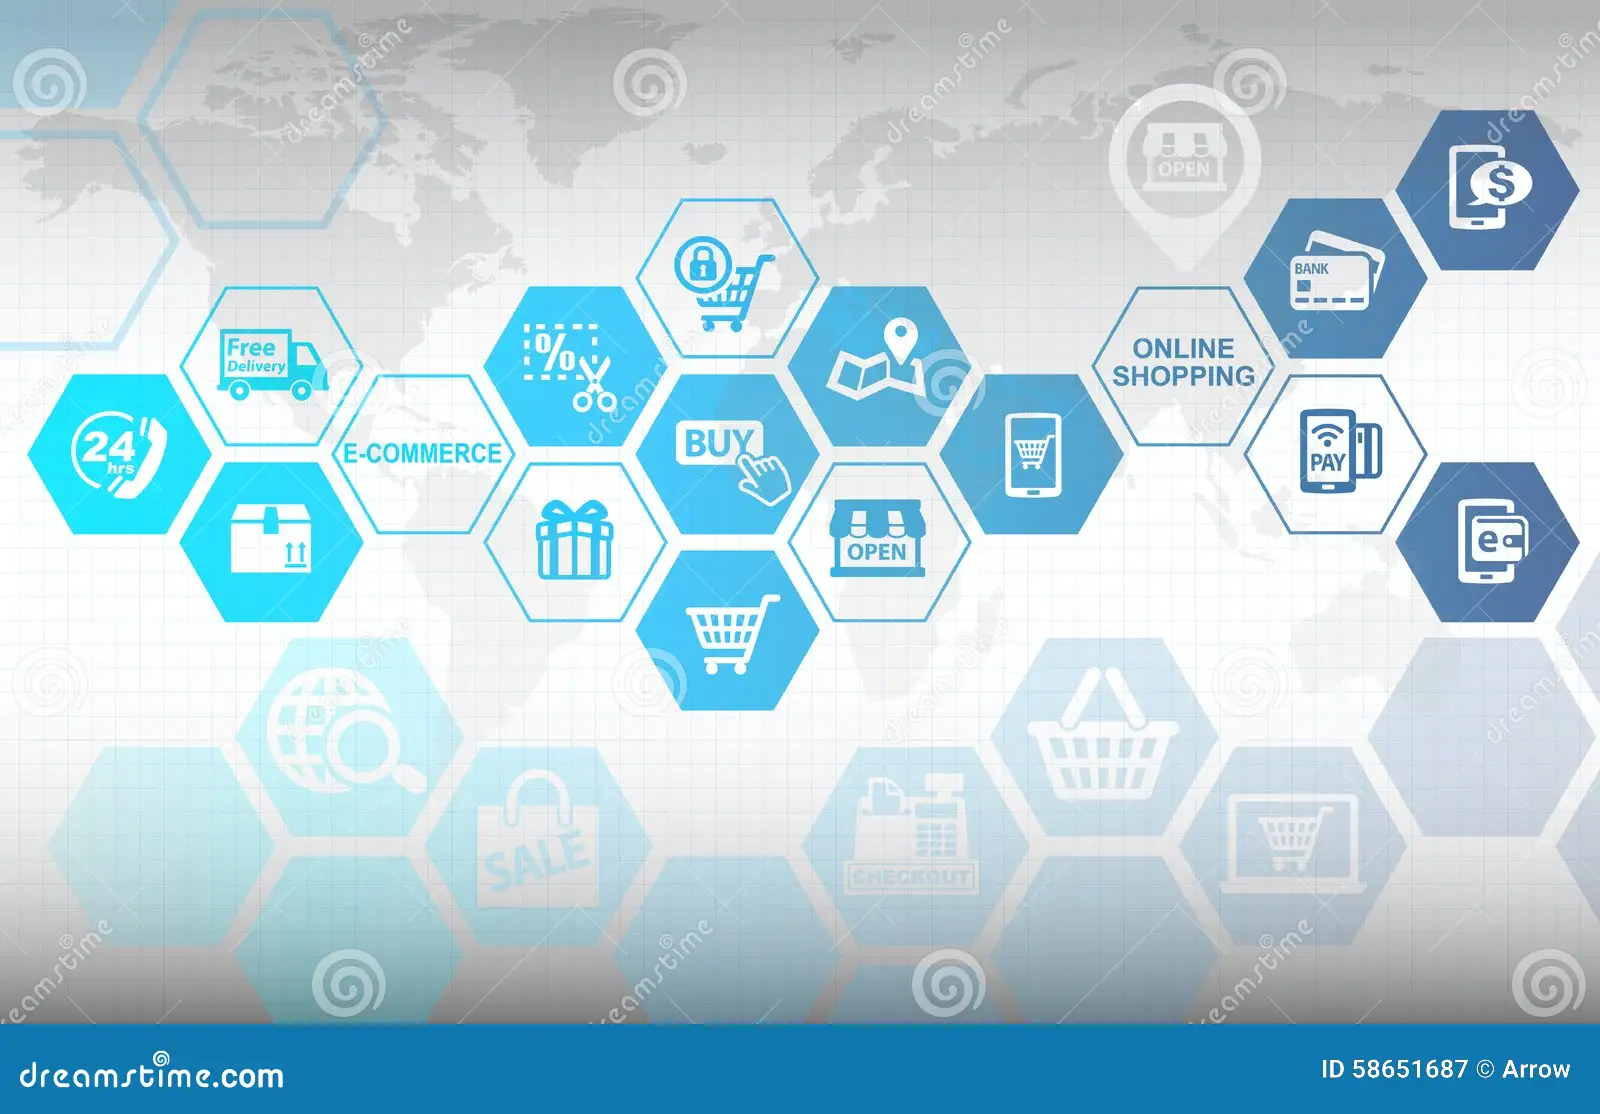 OPEN
$
BANK
ONLINE
SHOPPING
Free
Delivery
%
24
hrs
E-COMMERCE
BUY
PAY
OPEN
e
SALE
CHECKOUT
dreamstime
dreamstime.com
ID 58651687 © Arrow